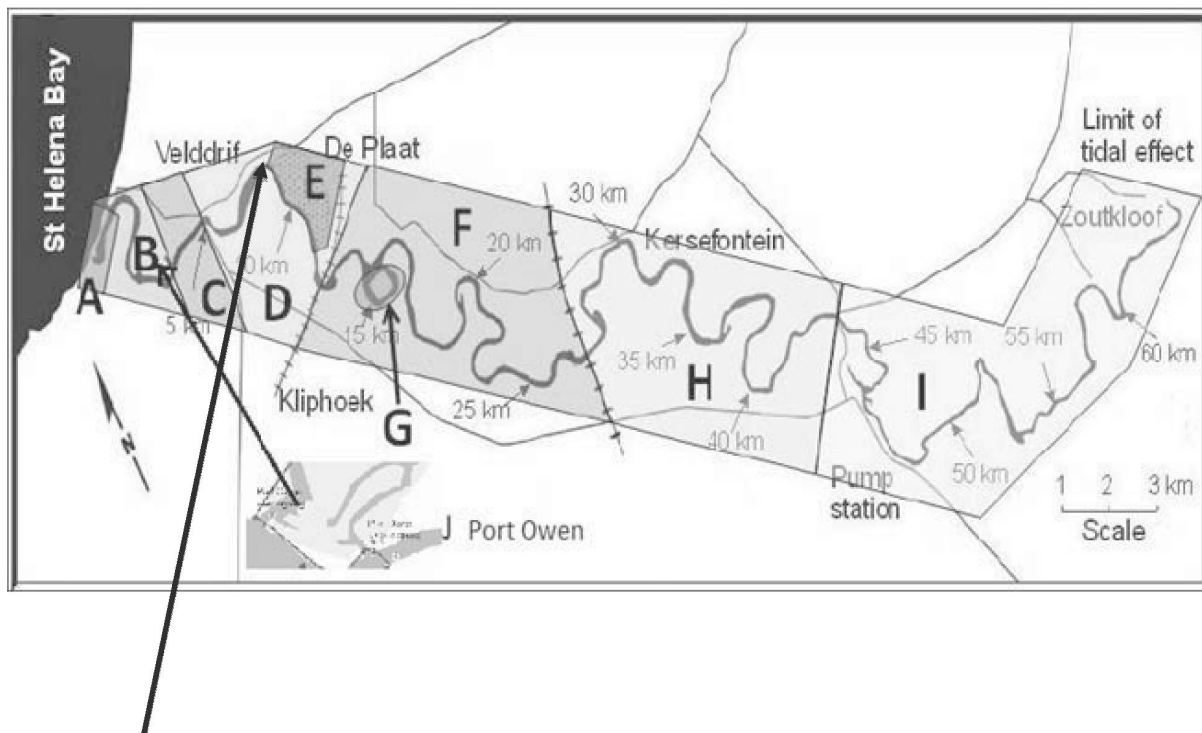 St Helena Bay
Velddrif
De Plaat
Limit of
tidal effect
Zoutkloof
A
B
C
D
E
F
G
H
I
5 km
0 km
15 km
20 km
25 km
30 km
Kersefontein
35 km
40 km
45 km
50 km
55 km
60 km
Kliphoek
Pump
station
N
J Port Owen
1 2 3 km
Scale